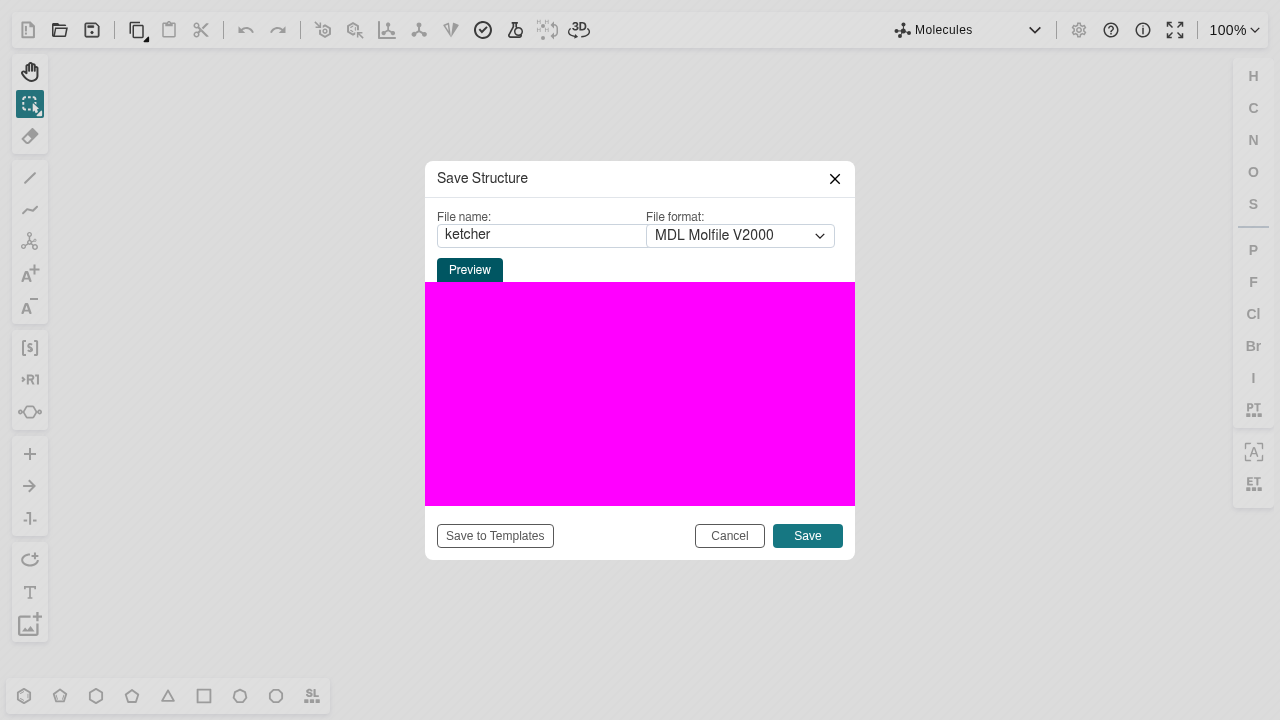 3D
Molecules
100%
H
C
N
O
S
P
F
Cl
Br
I
PT
A
ET
A+
A-
[S]
R1
T
SL
Save Structure
File name:
File format:
ketcher
MDL Molfile V2000
Preview
Save to Templates
Cancel
Save